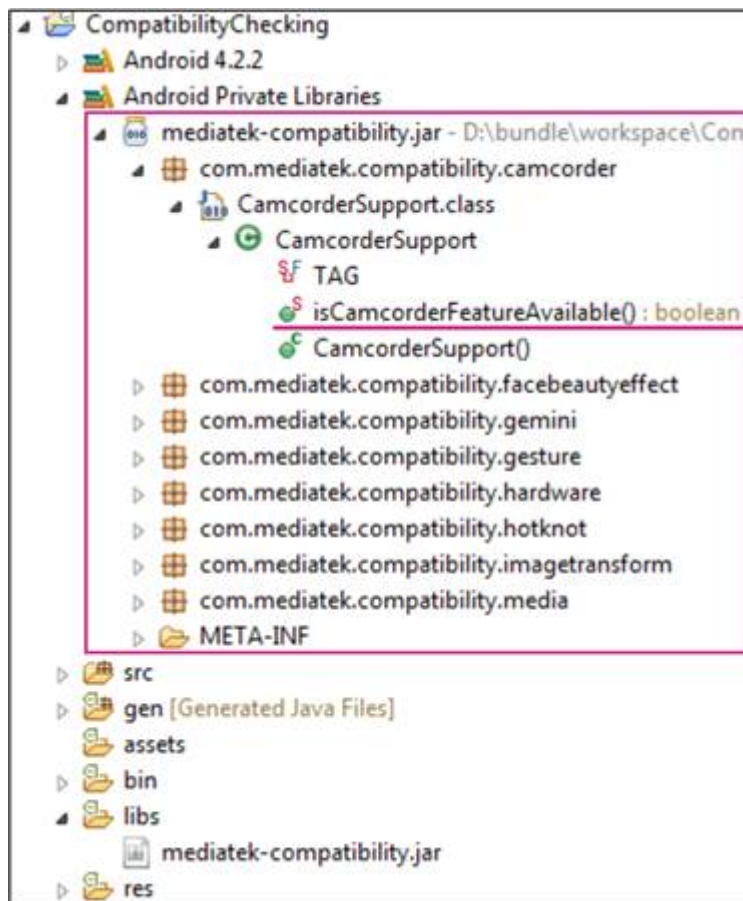 CompatibilityChecking
Android 4.2.2
Android Private Libraries
mediatek-compatibility.jar - D:\bundle\workspace\Con
com.mediatek.compatibility.camcorder
CamcorderSupport.class
CamcorderSupport
TAG
isCamcorderFeatureAvailable() : boolean
CamcorderSupport()
com.mediatek.compatibility.facebeautyeffect
com.mediatek.compatibility.gemini
com.mediatek.compatibility.gesture
com.mediatek.compatibility.hardware
com.mediatek.compatibility.hotknot
com.mediatek.compatibility.imagetransform
com.mediatek.compatibility.media
META-INF
src
gen [Generated Java Files]
assets
bin
libs
mediatek-compatibility.jar
res